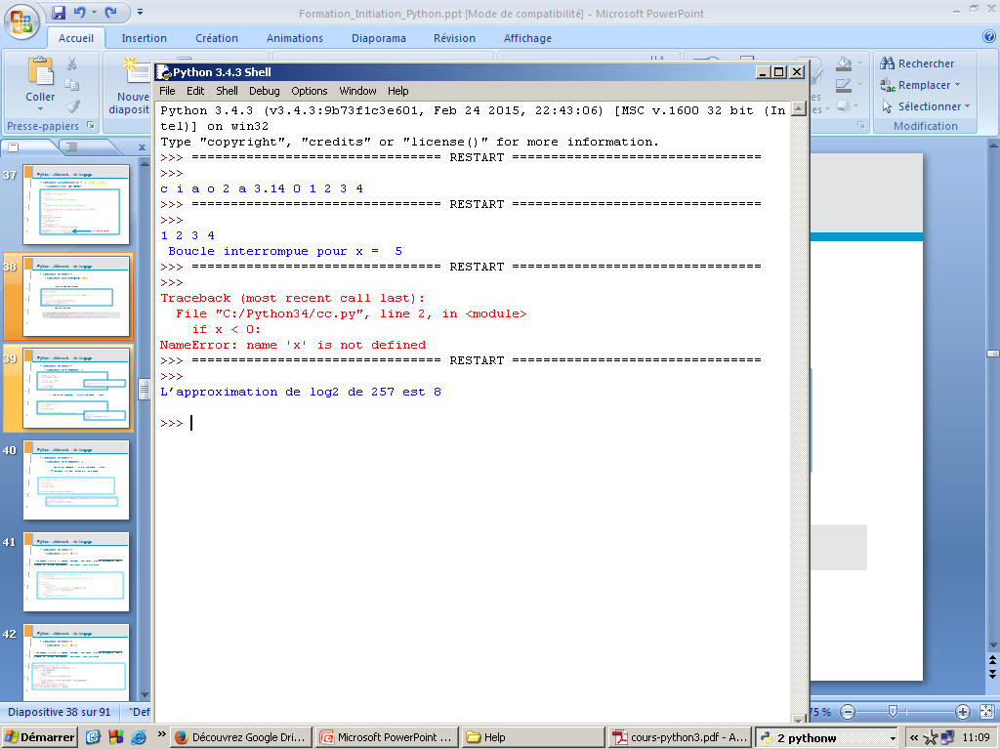 Formation_Initiation_Python.ppt [Mode de compatibilité] - Microsoft PowerPoint
Accueil Insertion Création Animations Diaporama Révision Affichage
Coller
Presse-papiers
Nouve
diaposit
Rechercher
Remplacer
Sélectionner
Modification
Python 3.4.3 Shell
File Edit Shell Debug Options Window Help
Python 3.4.3 (v3.4.3:9b73f1c3e601, Feb 24 2015, 22:43:06) [MSC v.1600 32 bit (In
tel)] on win32
Type "copyright", "credits" or "license()" for more information.
>>> ================================ RESTART ================================
>>>
c i a o 2 a 3.14 0 1 2 3 4
>>> ================================ RESTART ================================
>>>
1 2 3 4
Boucle interrompue pour x =  5
>>> ================================ RESTART ================================
>>>
Traceback (most recent call last):
File "C:/Python34/cc.py", line 2, in <module>
if x < 0:
NameError: name 'x' is not defined
>>> ================================ RESTART ================================
>>>
L’approximation de log2 de 257 est 8
>>>
37
38
39
40
41
42
Diapositive 38 sur 91
75 %
Démarrer
»
Découvrez Google Dri...
Microsoft PowerPoint ...
Help
cours-python3.pdf - A...
2 pythonw
«
11:09